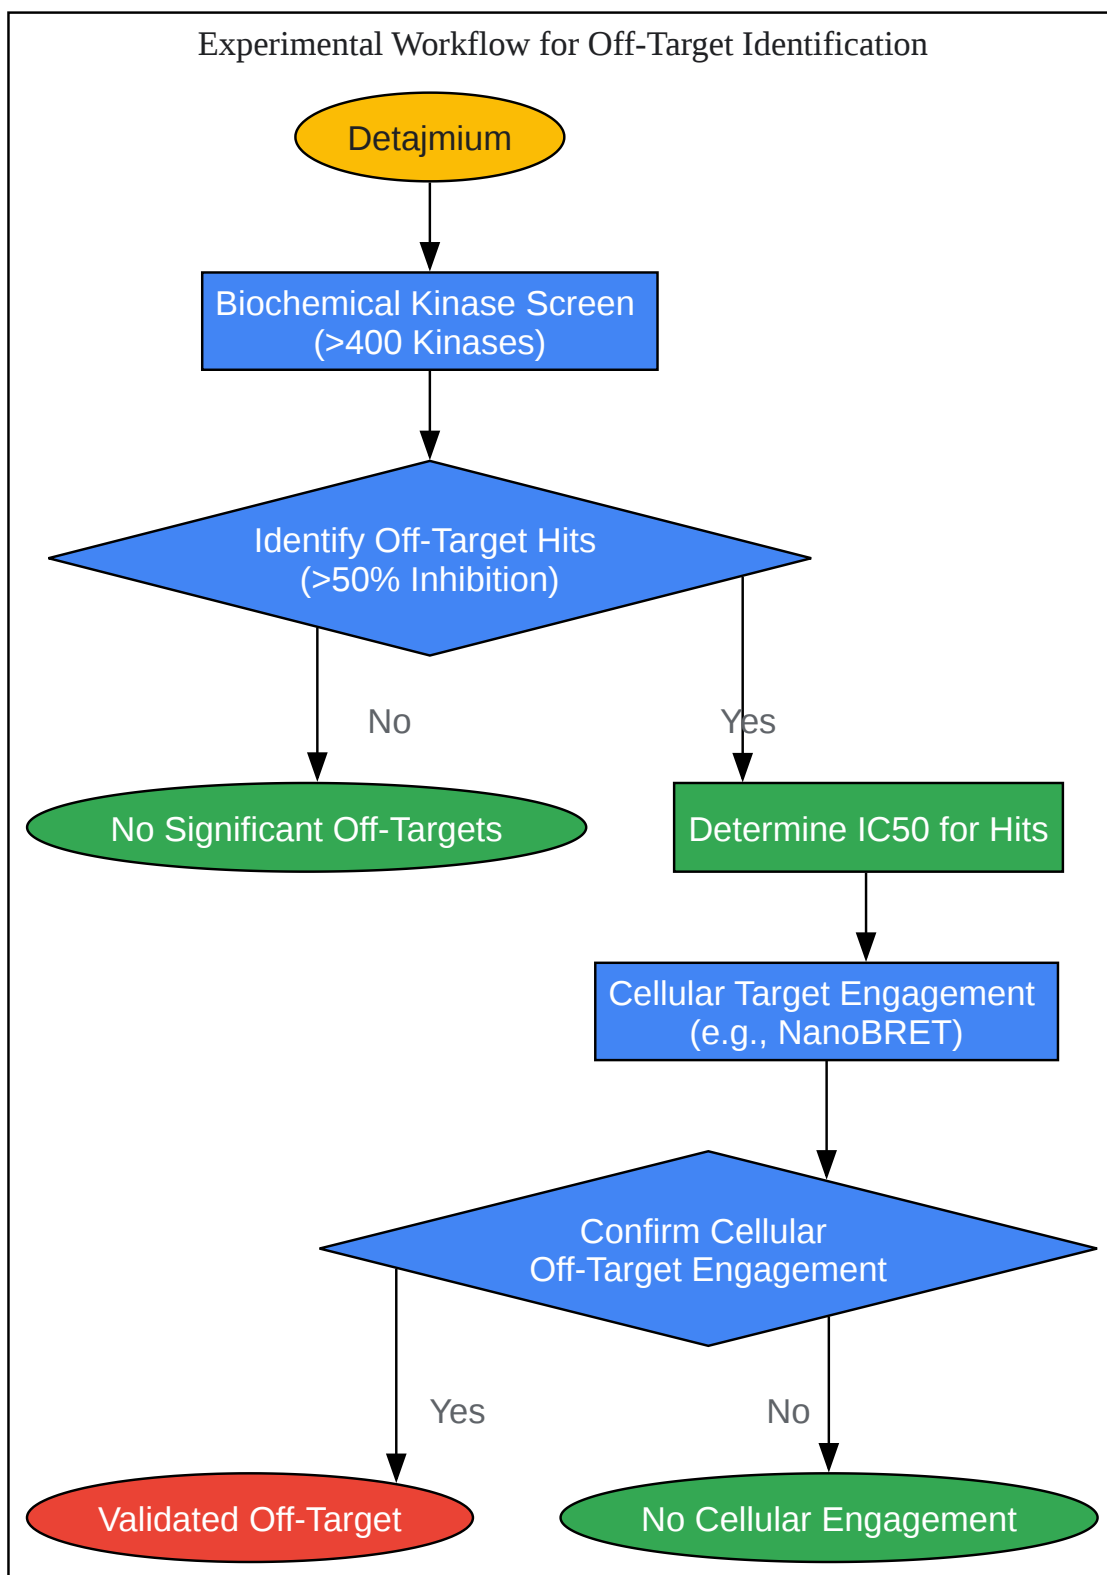 Experimental Workflow for Off-Target Identification
Detajmium
Biochemical Kinase Screen
(>400 Kinases)
Identify Off-Target Hits
(>50% Inhibition)
No
Yes
No Significant Off-Targets
Determine IC50 for Hits
Cellular Target Engagement
(e.g., NanoBRET)
Confirm Cellular
Off-Target Engagement
Yes
No
Validated Off-Target
No Cellular Engagement